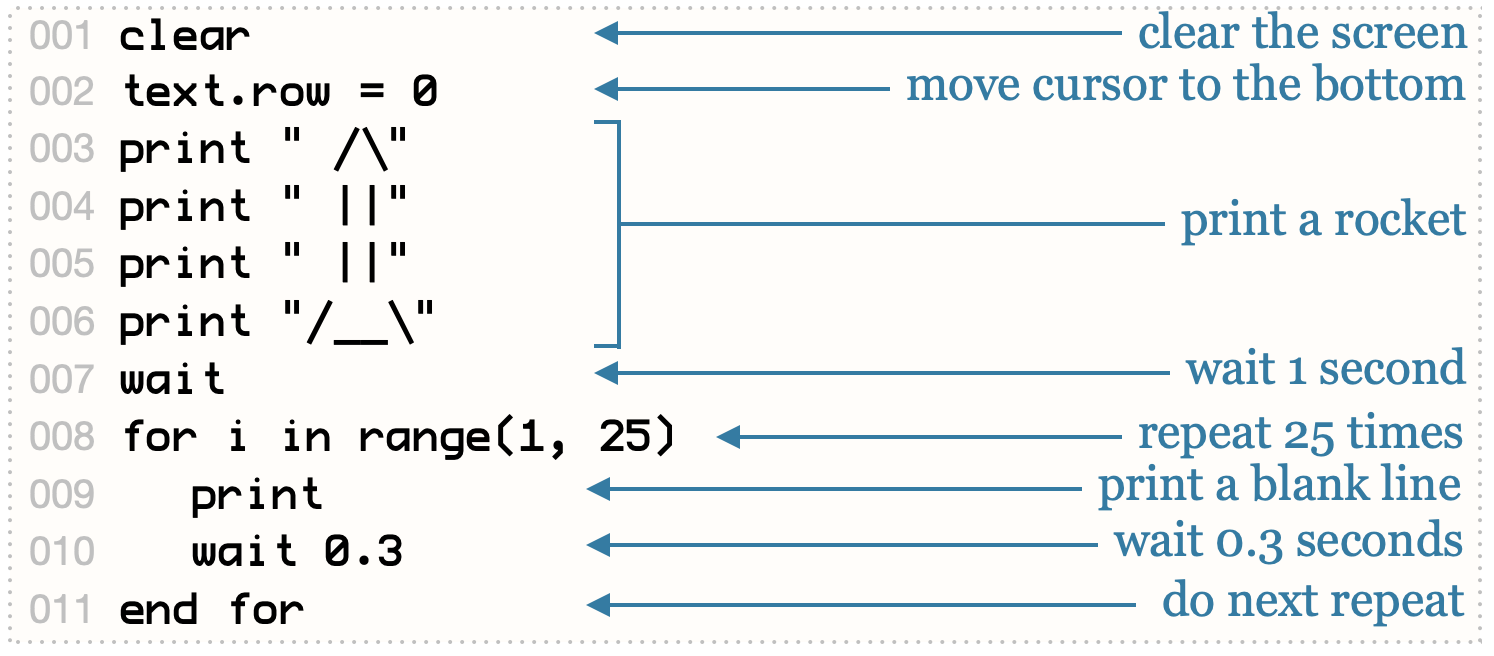 001 clear clear the screen
002 text.row = 0 move cursor to the bottom
003 print "  /\"
004 print "  ||" print a rocket
005 print "  ||"
006 print "/__\"
007 wait wait 1 second
008 for i in range(1, 25) repeat 25 times
009    print print a blank line
010    wait 0.3 wait 0.3 seconds
011 end for do next repeat